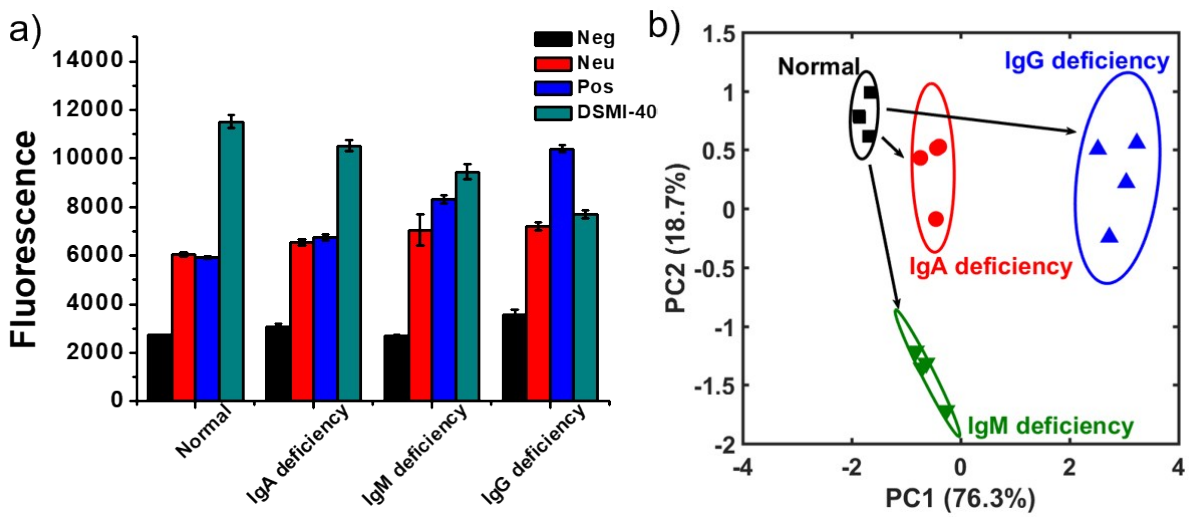 a)
Fluorescence
14000
12000
10000
8000
6000
4000
2000
0
Neg
Neu
Pos
DSMI-40
Normal
IgA deficiency
IgM deficiency
IgG deficiency
b)
PC2 (18.7%)
1.5
1
0.5
0
-0.5
-1
-1.5
-2
Normal
IgG deficiency
IgA deficiency
IgM deficiency
-4
-2
0
2
4
PC1 (76.3%)